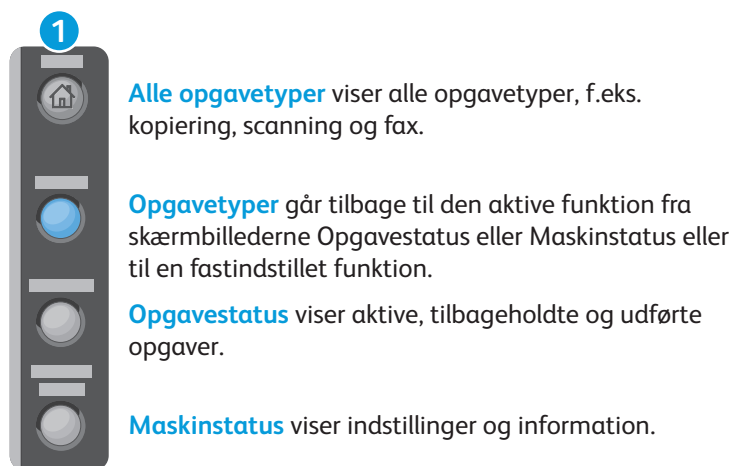 1
Alle opgavetyper viser alle opgavetyper, f.eks.
kopiering, scanning og fax.
Opgavetyper går tilbage til den aktive funktion fra
skærmbillederne Opgavestatus eller Maskinstatus eller
til en fastindstillet funktion.
Opgavestatus viser aktive, tilbageholdte og udførte
opgaver.
Maskinstatus viser indstillinger og information.